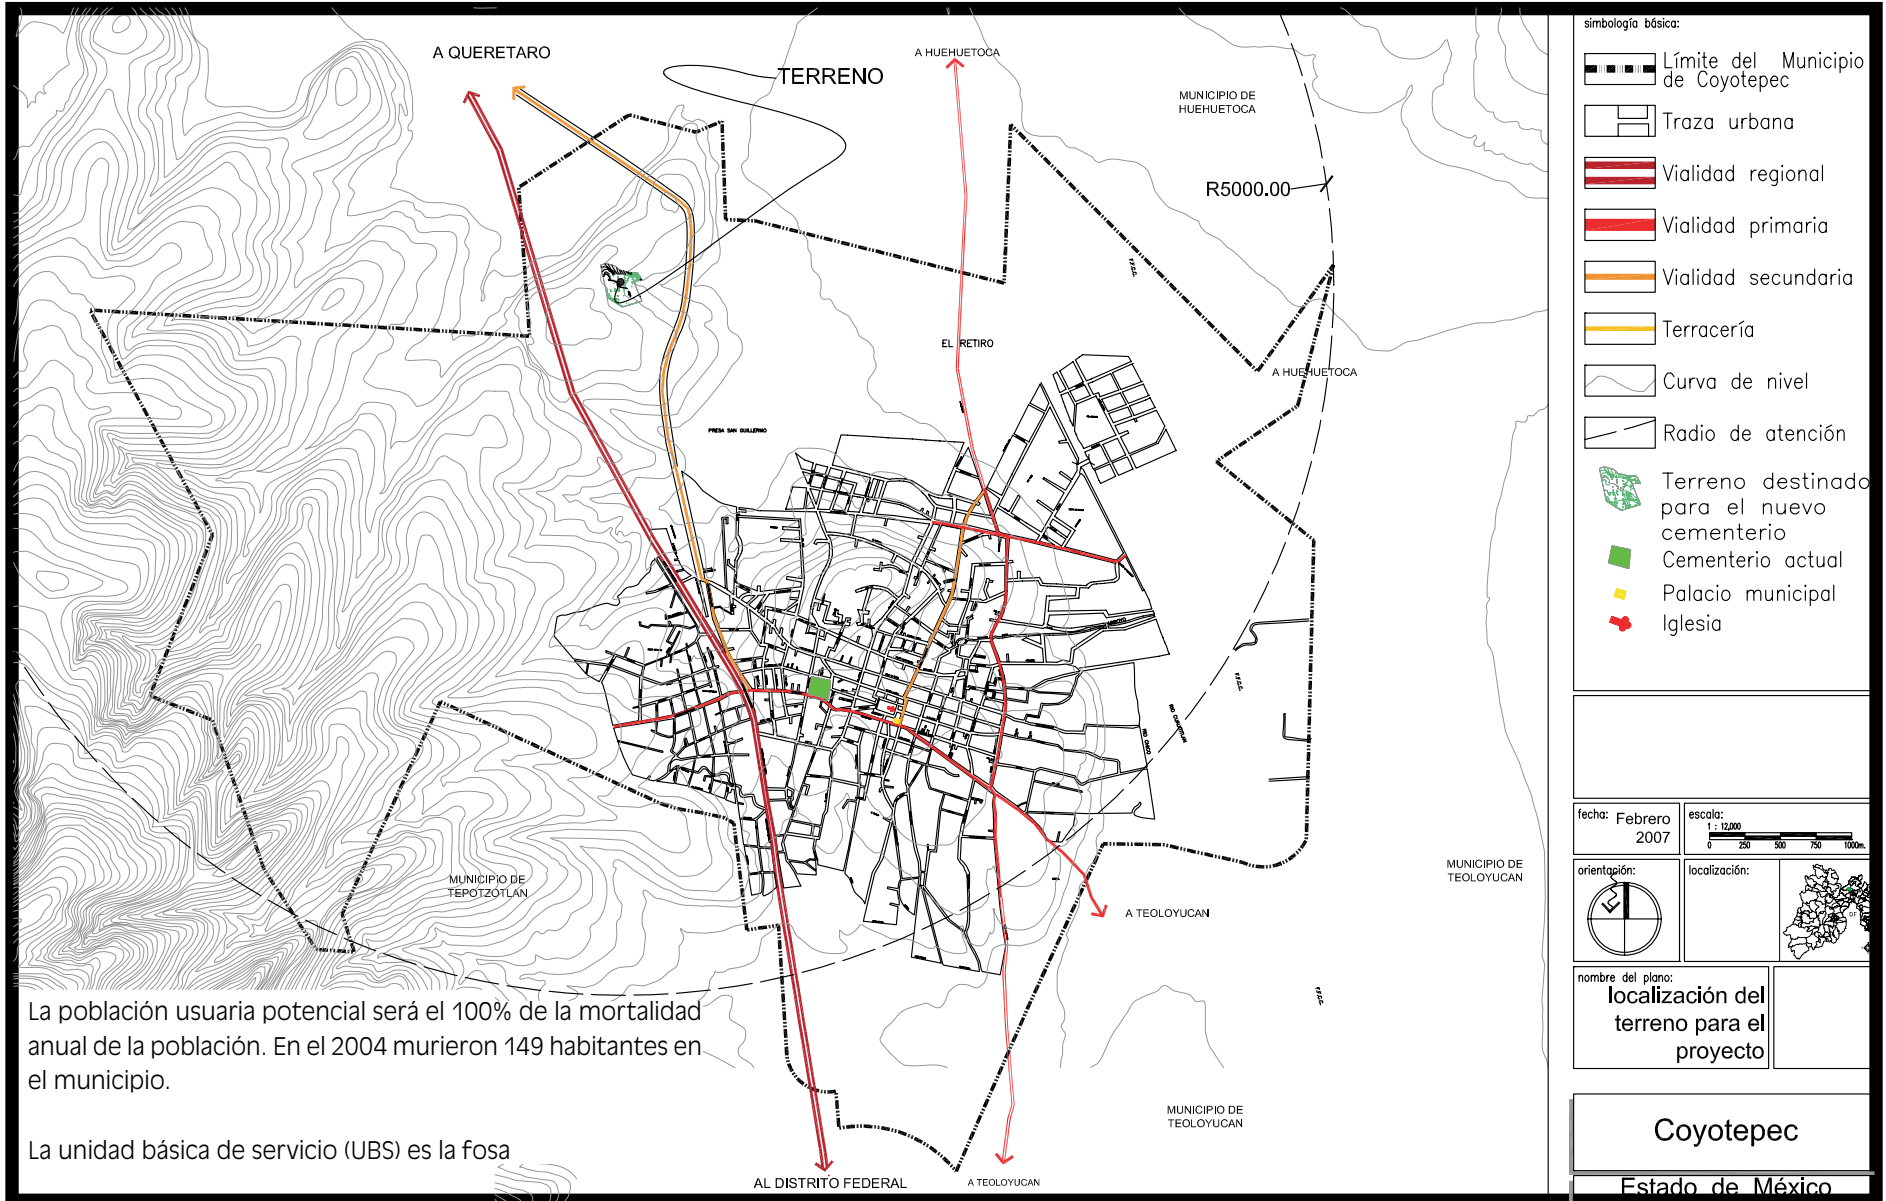 A QUERETARO
TERRENO
A HUEHUETOCA
MUNICIPIO DE
HUEHUETOCA
R5000.00
F.F.C.C.
EL RETIRO
A HUEHUETOCA
PRESA SAN GUILLERMO
ARROYO
F.F.C.C.
RIO CHICO
MUNICIPIO DE
TEPOTZOTLAN
MUNICIPIO DE
TEOLOYUCAN
A TEOLOYUCAN
F.F.C.C.
La población usuaria potencial será el 100% de la mortalidad
anual de la población. En el 2004 murieron 149 habitantes en
el municipio.
La unidad básica de servicio (UBS) es la fosa
MUNICIPIO DE
TEOLOYUCAN
AL DISTRITO FEDERAL
A TEOLOYUCAN
simbología básica:
Límite del Municipio
de Coyotepec
Traza urbana
Vialidad regional
Vialidad primaria
Vialidad secundaria
Terracería
Curva de nivel
Radio de atención
Terreno destinado
para el nuevo
cementerio
Cementerio actual
Palacio municipal
Iglesia
fecha: Febrero
2007
escala:
1 : 12,000
0 250 500 750 1000m.
orientación:
localización:
DF
nombre del plano:
localización del
terreno para el
proyecto
Coyotepec
Estado de México